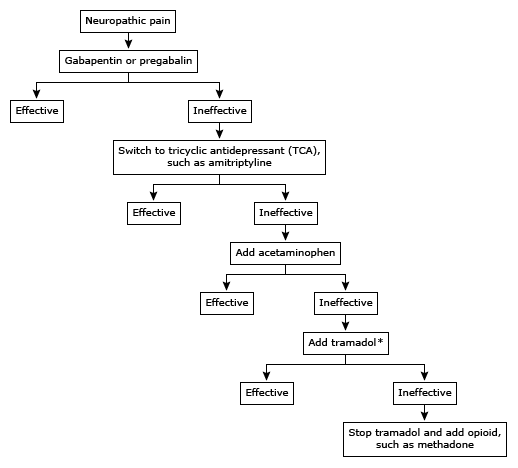 Neuropathic pain
Gabapentin or pregabalin
Effective
Ineffective
Switch to tricyclic antidepressant (TCA),
such as amitriptyline
Effective
Ineffective
Add acetaminophen
Effective
Ineffective
Add tramadol*
Effective
Ineffective
Stop tramadol and add opioid,
such as methadone